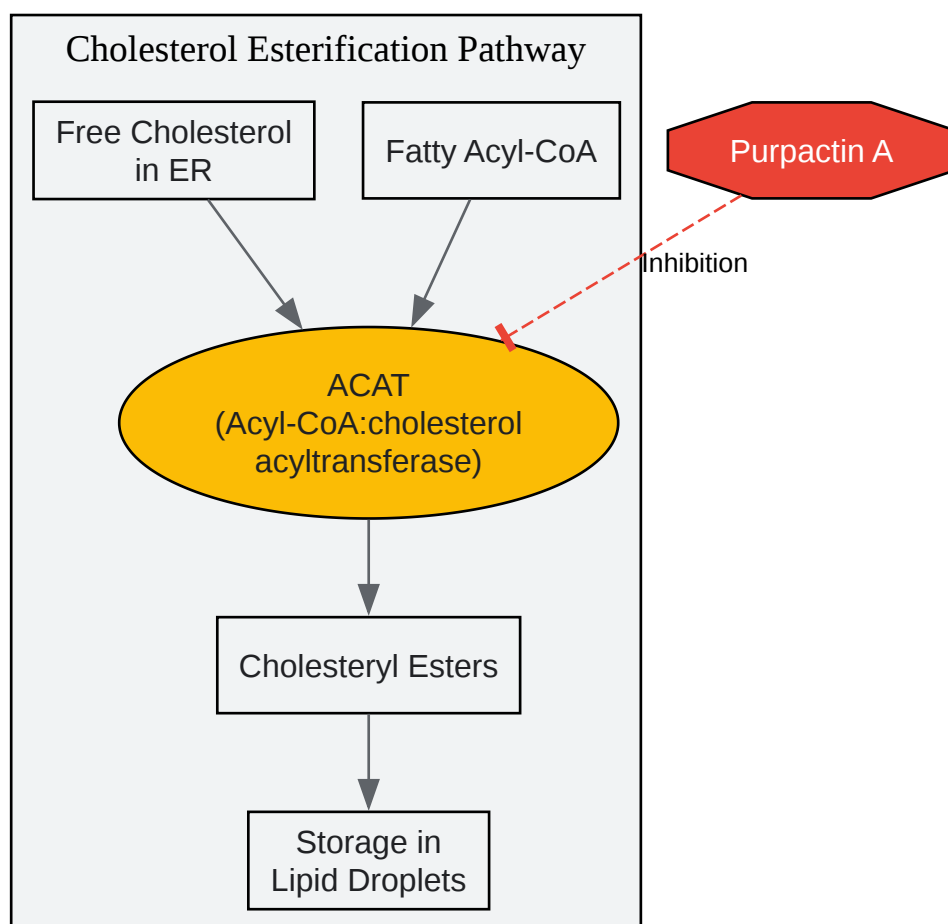 Cholesterol Esterification Pathway
Free Cholesterol
in ER
Fatty Acyl-CoA
Purpactin A
Inhibition
ACAT
(Acyl-CoA:cholesterol
acyltransferase)
Cholesteryl Esters
Storage in
Lipid Droplets